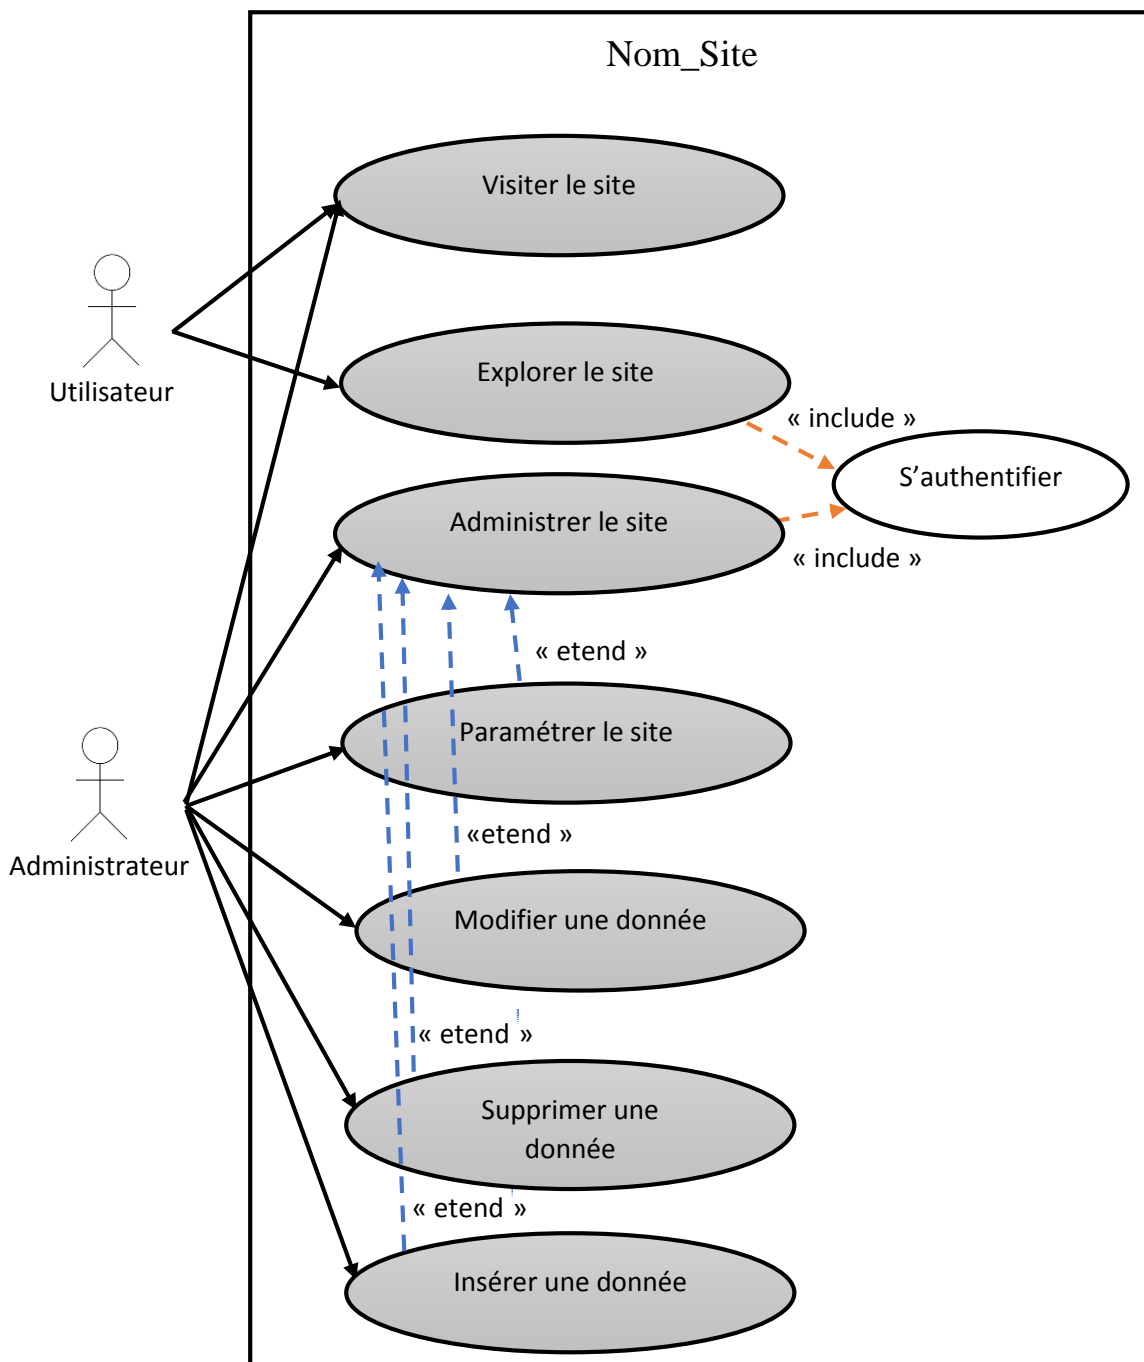 Nom_Site
Visiter le site
Utilisateur
Explorer le site
« include »
S’authentifier
Administrer le site
« include »
« etend »
Paramétrer le site
Administrateur
«etend »
Modifier une donnée
« etend »
Supprimer une
donnée
« etend »
Insérer une donnée